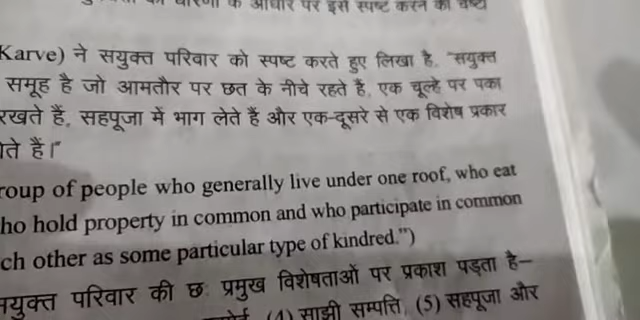 की धारणा के आधार पर इसे स्पष्ट करने की चेष्टा
Karve) ने सयुक्त परिवार को स्पष्ट करते हुए लिखा है, "सयुक्त
समूह है जो आमतौर पर छत के नीचे रहते है, एक चूल्हे पर पका
रखते हैं, सहपूजा में भाग लेते हैं और एक-दूसरे से एक विशेष प्रकार
ते हैं।"
roup of people who generally live under one roof, who eat
ho hold property in common and who participate in common
ch other as some particular type of kindred.")
सयुक्त परिवार की छ: प्रमुख विशेषताओं पर प्रकाश पड़ता है–
(4) साझी सम्पत्ति, (5) सहपूजा और